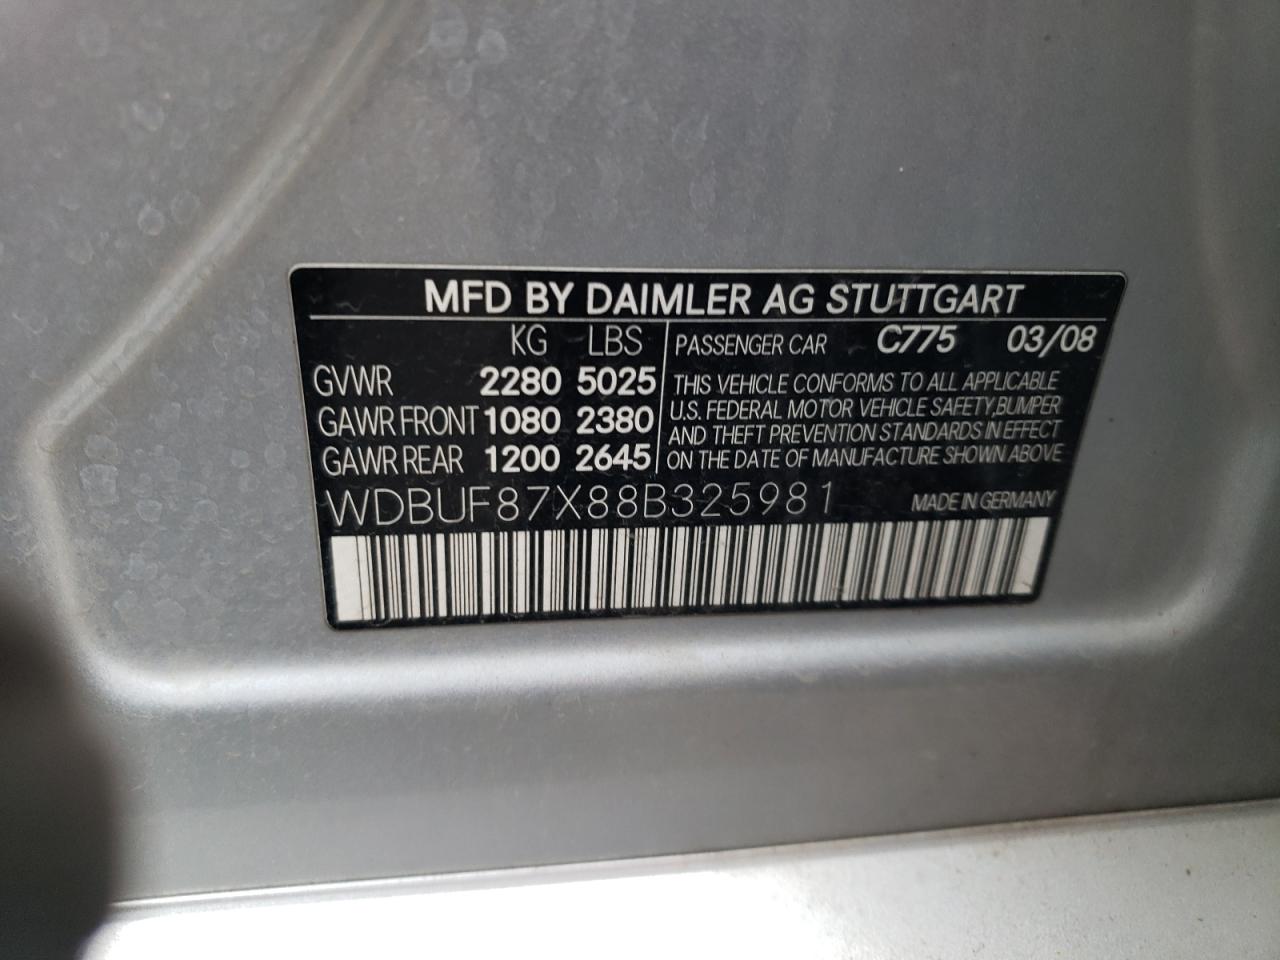 MFD BY DAIMLER AG STUTTGART
KG LBS
GVWR 2280 5025
GAWR FRONT 1080 2380
GAWR REAR 1200 2645
PASSENGER CAR C775 03/08
THIS VEHICLE CONFORMS TO ALL APPLICABLE
U.S. FEDERAL MOTOR VEHICLE SAFETY,BUMPER
AND THEFT PREVENTION STANDARDS IN EFFECT
ON THE DATE OF MANUFACTURE SHOWN ABOVE
WDBUF87X88B325981 MADE IN GERMANY